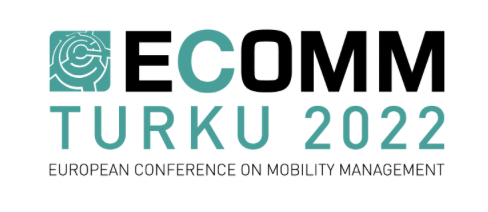 ECOMM
TURKU 2022
EUROPEAN CONFERENCE ON MOBILITY MANAGEMENT